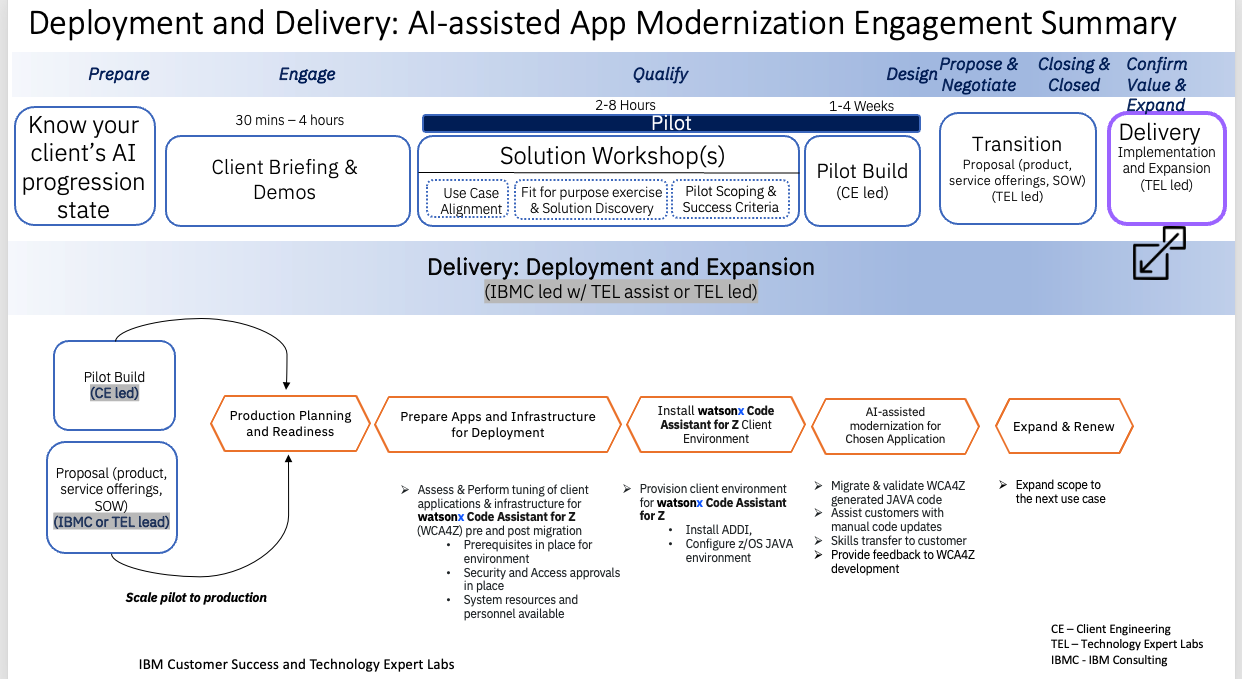 Deployment and Delivery: AI-assisted App Modernization Engagement Summary
Prepare
Engage
Qualify
Design
Propose &
Negotiate
Closing &
Closed
Confirm
Value &
Expand
Know your
client's AI
progression
state
30 mins – 4 hours
Client Briefing &
Demos
2-8 Hours
1-4 Weeks
Pilot
Solution Workshop(s)
Use Case
Alignment
Fit for purpose exercise
& Solution Discovery
Pilot Scoping &
Success Criteria
Pilot Build
(CE led)
Transition
Proposal (product,
service offerings, SOW)
(TEL led)
Delivery
Implementation
and Expansion
(TEL led)
Delivery: Deployment and Expansion
(IBMC led w/ TEL assist or TEL led)
Pilot Build
(CE led)
Proposal (product,
service offerings,
SOW)
(IBMC or TEL lead)
Scale pilot to production
Production Planning
and Readiness
Prepare Apps and Infrastructure
for Deployment
Install watsonx Code
Assistant for Z Client
Environment
AI-assisted
modernization for
Chosen Application
Expand & Renew
➢ Assess & Perform tuning of client
applications & infrastructure for
watsonx Code Assistant for Z
(WCA4Z) pre and post migration
• Prerequisites in place for
environment
• Security and Access approvals
in place
• System resources and
personnel available
➢ Provision client environment
for watsonx Code Assistant
for Z
• Install ADDI,
• Configure z/OS JAVA
environment
➢ Migrate & validate WCA4Z
generated JAVA code
➢ Assist customers with
manual code updates
➢ Skills transfer to customer
➢ Provide feedback to WCA4Z
development
➢ Expand scope to
the next use case
CE – Client Engineering
TEL – Technology Expert Labs
IBMC - IBM Consulting
IBM Customer Success and Technology Expert Labs